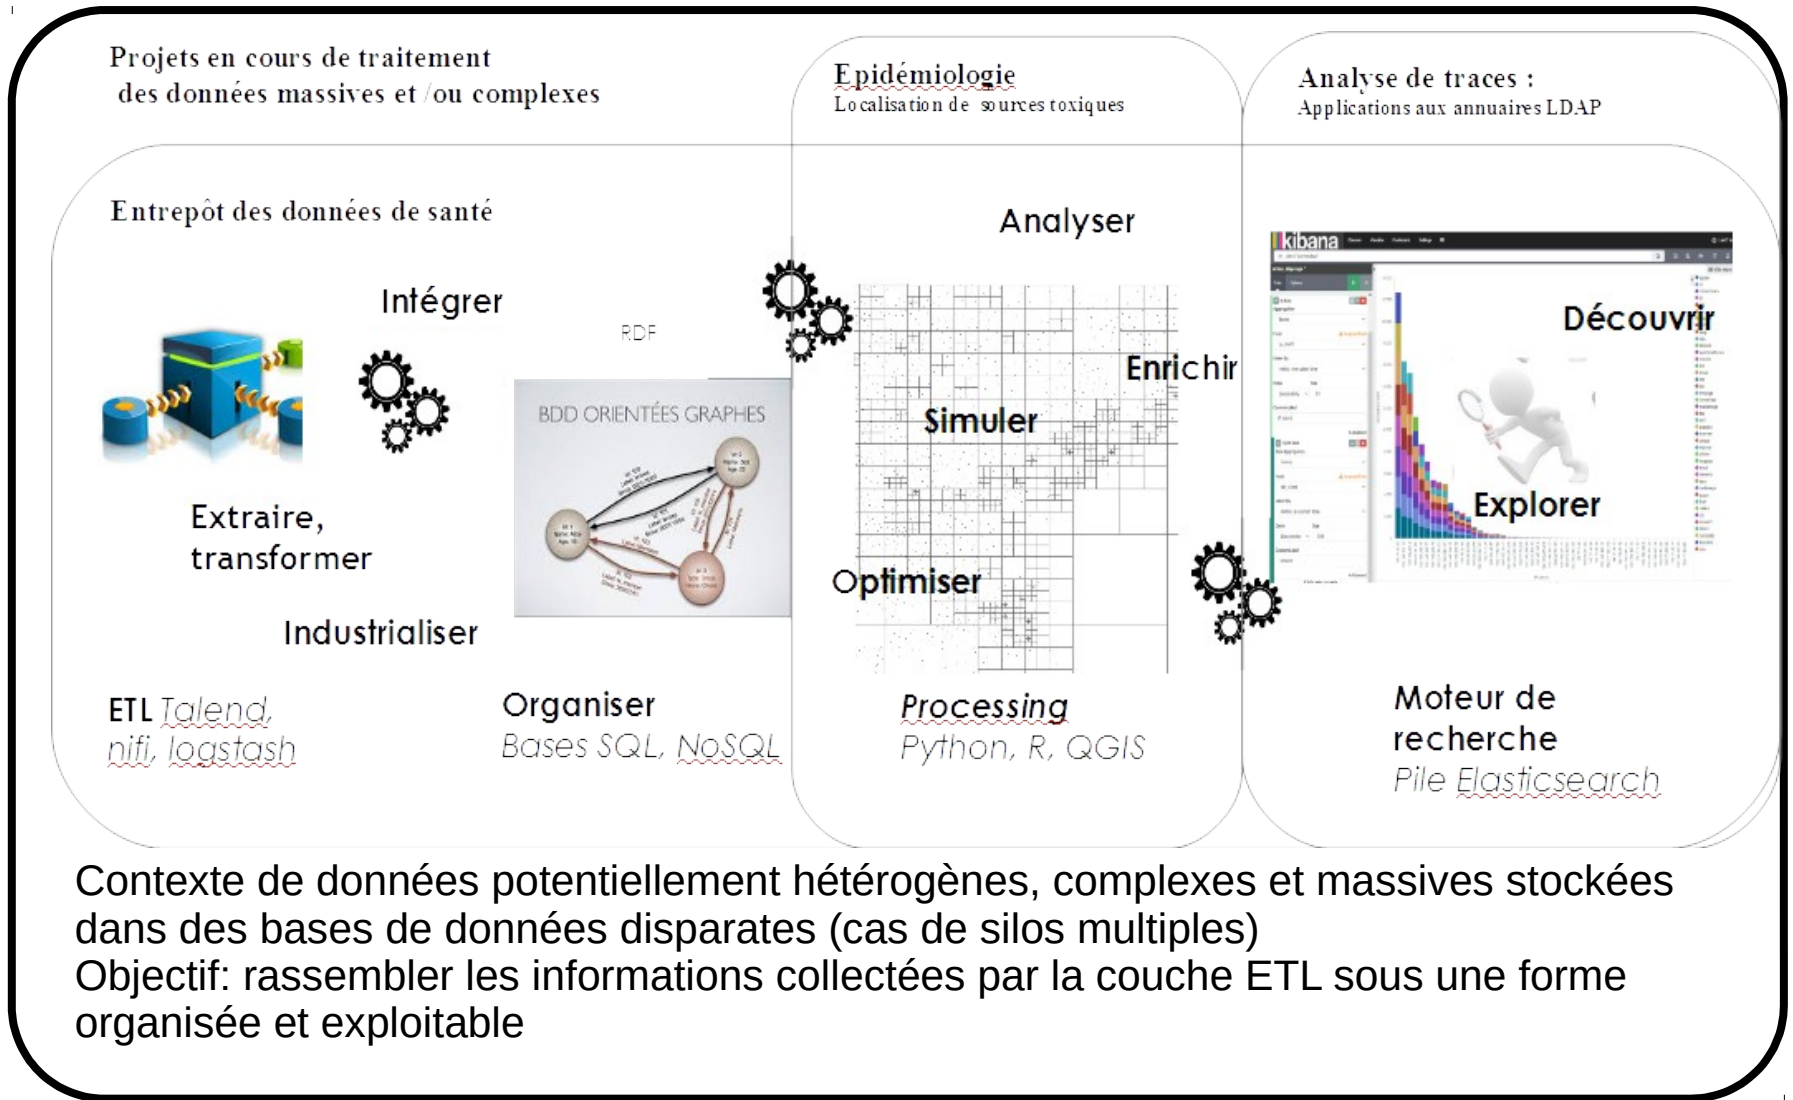 Projets en cours de traitement
des données massives et /ou complexes
Epidémiologie
Localisation de sources toxiques
Analyse de traces :
Applications aux annuaires LDAP
Entrepôt des données de santé
Analyser
kibana
Intégrer
RDF
Découvrir
Enrichir
BDD ORIENTÉES GRAPHES
Simuler
Explorer
Extraire,
transformer
Optimiser
Industrialiser
ETL Talend,
nifi, logstash
Organiser
Bases SQL, NoSQL
Processing
Python, R, QGIS
Moteur de
recherche
Pile Elasticsearch
Contexte de données potentiellement hétérogènes, complexes et massives stockées
dans des bases de données disparates (cas de silos multiples)
Objectif: rassembler les informations collectées par la couche ETL sous une forme
organisée et exploitable